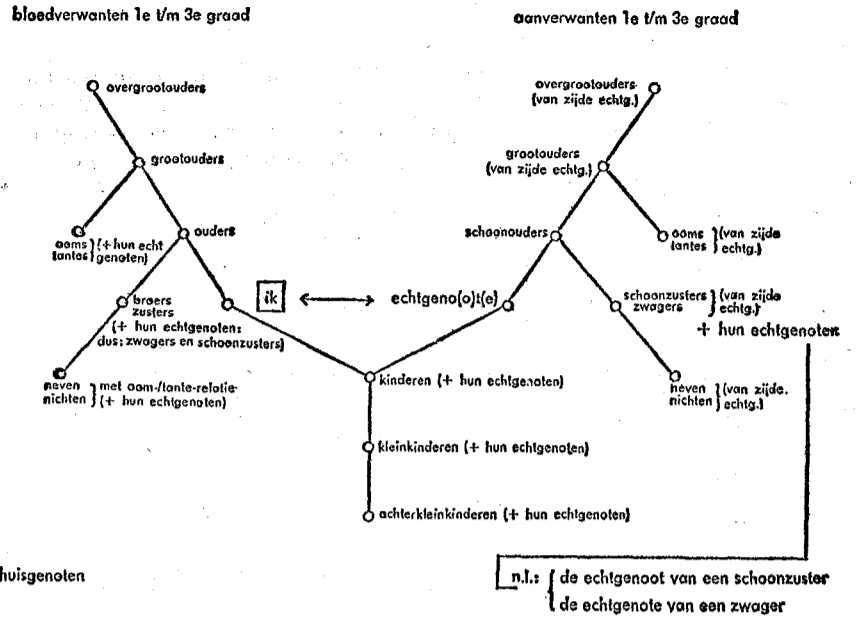 bloedverwanten 1e t/m 3e graad
aanverwanten 1e t/m 3e graad
overgrootouders
overgrootouders
(van zijde echtg.)
grootouders
grootouders
(van zijde echtg.)
ouders
schoonouders
ooms } (+ hun echt
tantes } genoten)
ooms } (van zijde
tantes } echtg.)
broers
zusters
(+ hun echtgenoten:
dus: zwagers en schoonzusters)
ik
echtgeno(o)t(e)
schoonzusters } (van zijde
zwagers } echtg.)
+ hun echtgenoten
neven } met oom-/tante-relatie
nichten } (+ hun echtgenoten)
kinderen (+ hun echtgenoten)
neven } (van zijde.
nichten } echtg.)
kleinkinderen (+ hun echtgenoten)
achterkleinkinderen (+ hun echtgenoten)
huisgenoten
n.l.: { de echtgenoot van een schoonzuster
de echtgenote van een zwager